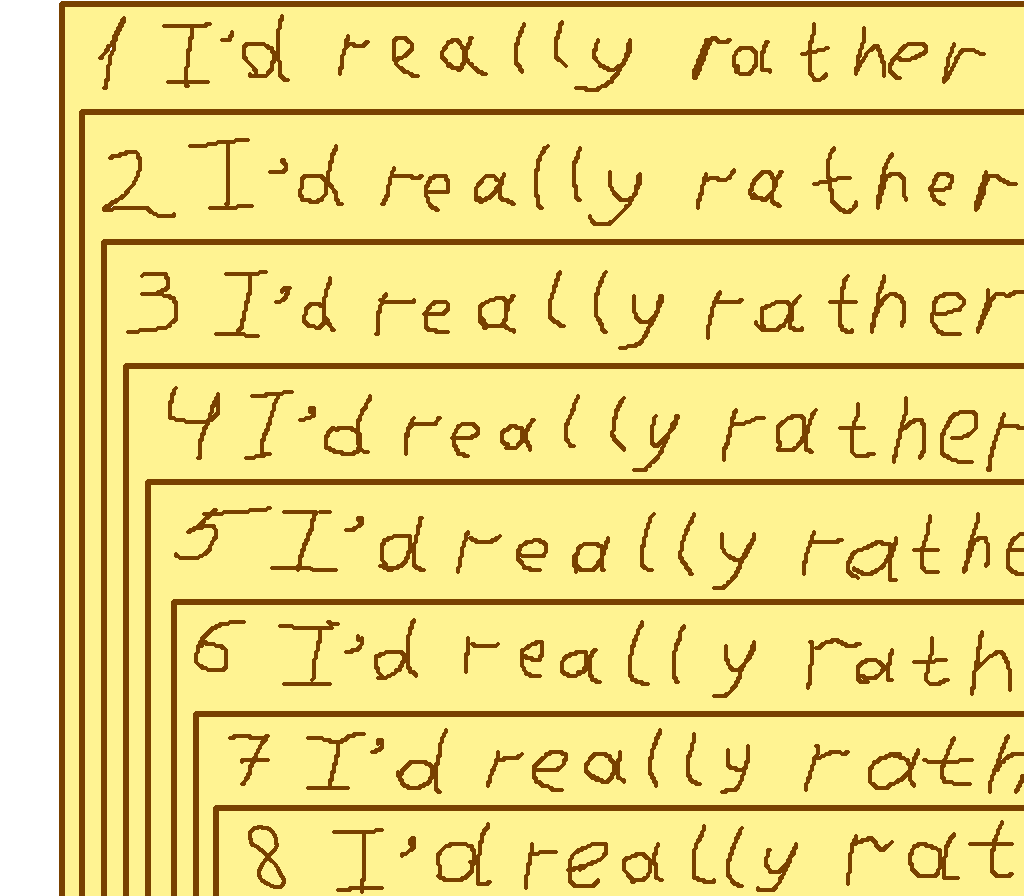 1 I'd really rather
2 I'd really rather
3 I'd really rather
4 I'd really rather
5 I'd really rathe
6 I'd really rath
7 I'd really rath
8 I'd really rat